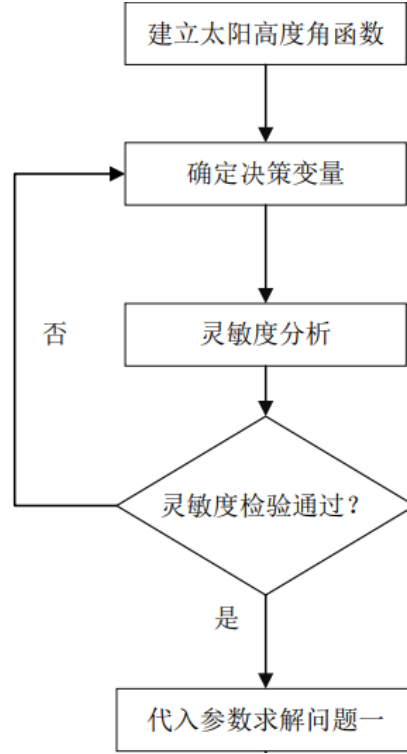 建立太阳高度角函数
确定决策变量
否
灵敏度分析
灵敏度检验通过？
是
代入参数求解问题一